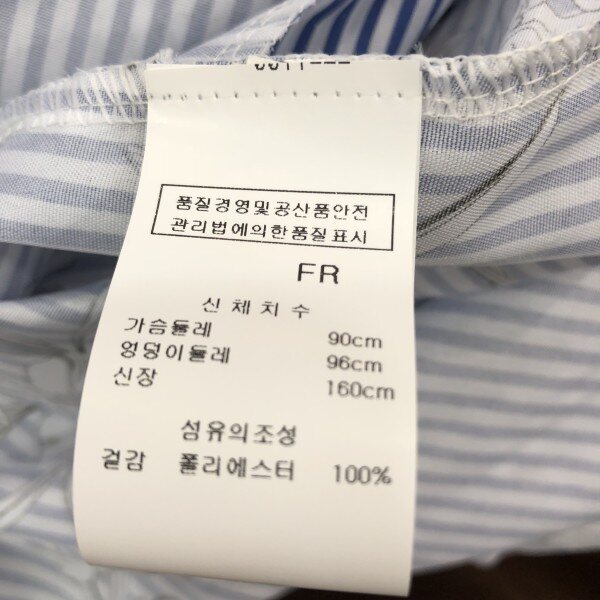 품질경영및공산품안전
관리법에의한품질표시
FR
신체치수
가슴둘레 90cm
엉덩이둘레 96cm
신장 160cm
섬유의조성
겉감 폴리에스터 100%